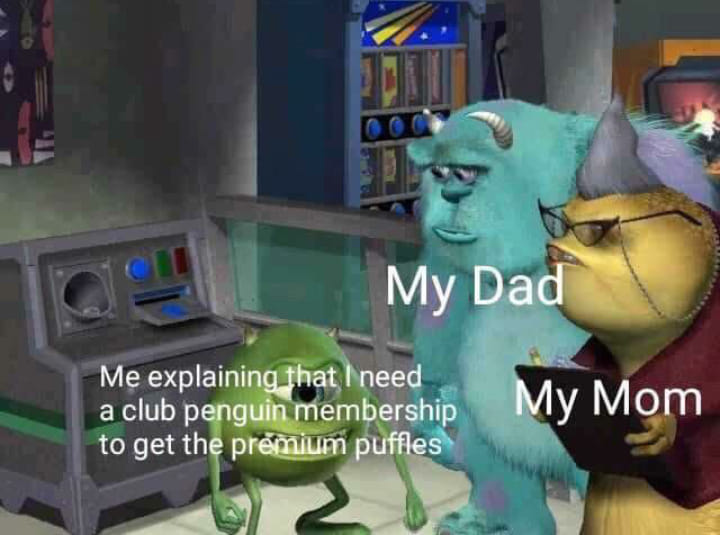 My Dad
Me explaining that I need
a club penguin membership
to get the premium puffles
My Mom